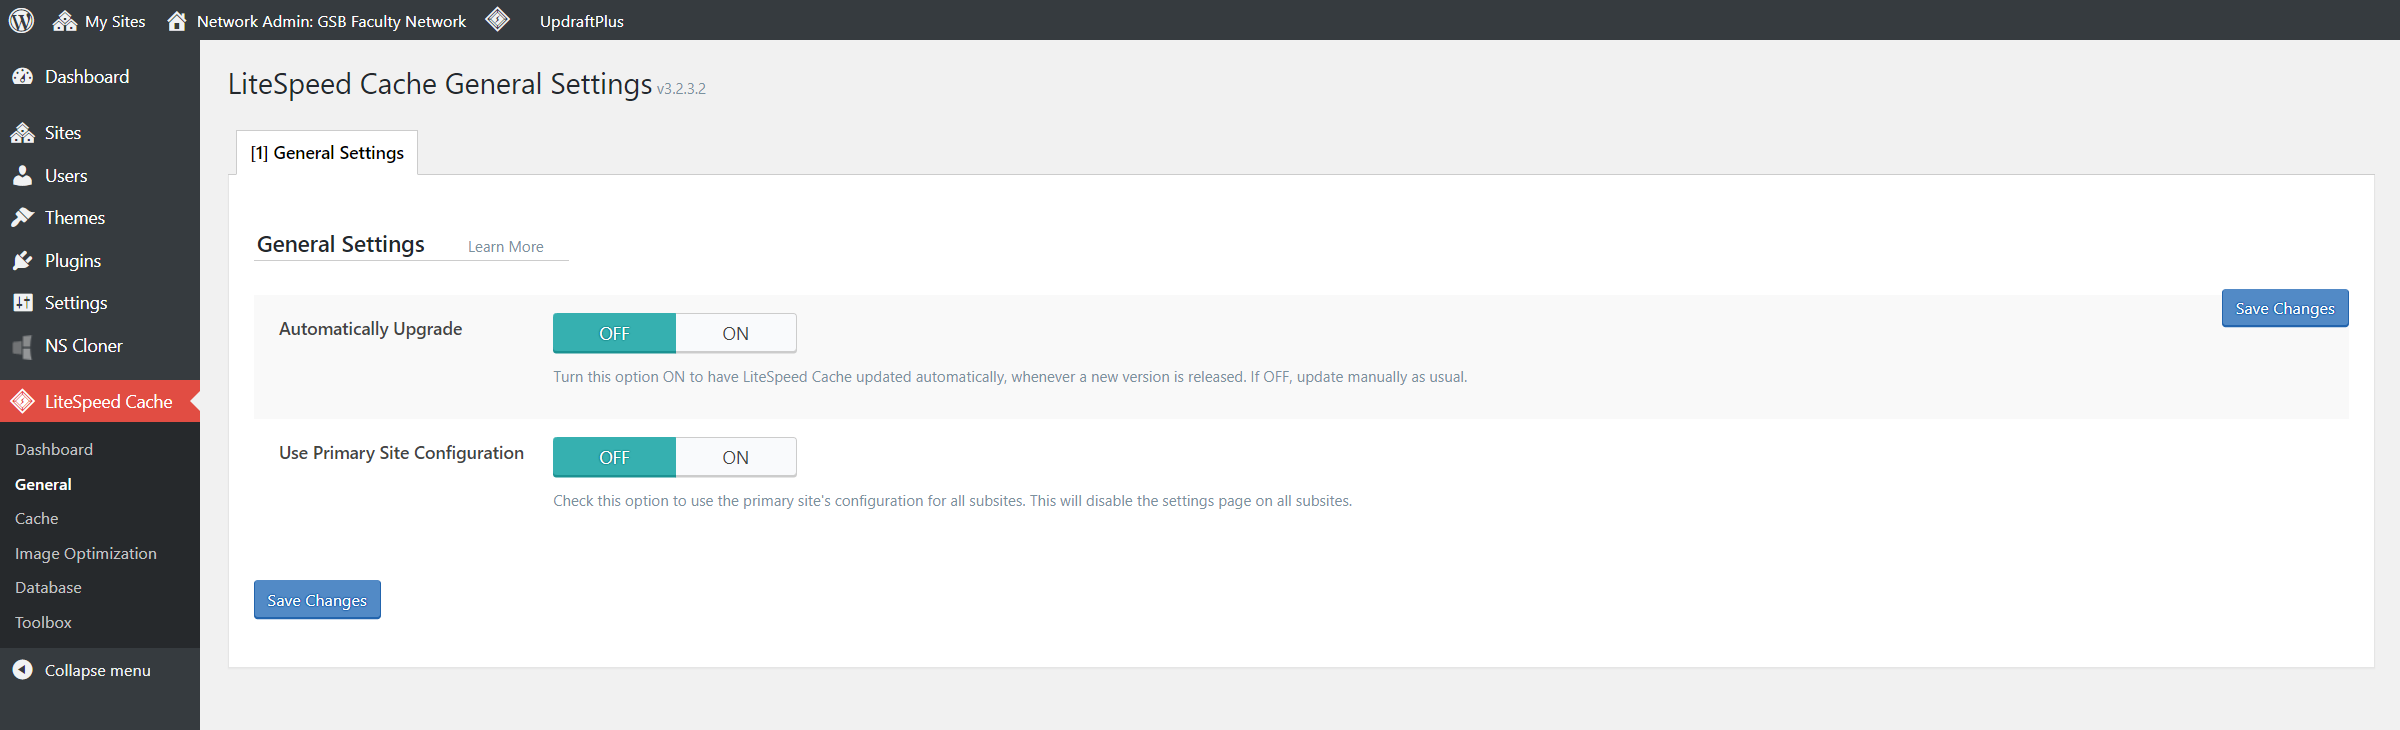 My Sites
Network Admin: GSB Faculty Network
UpdraftPlus
Dashboard
Sites
Users
Themes
Plugins
Settings
NS Cloner
LiteSpeed Cache
Dashboard
General
Cache
Image Optimization
Database
Toolbox
Collapse menu
LiteSpeed Cache General Settings v3.2.3.2
[1] General Settings
General Settings Learn More
Save Changes
Automatically Upgrade
OFF ON
Turn this option ON to have LiteSpeed Cache updated automatically, whenever a new version is released. If OFF, update manually as usual.
Use Primary Site Configuration
OFF ON
Check this option to use the primary site's configuration for all subsites. This will disable the settings page on all subsites.
Save Changes